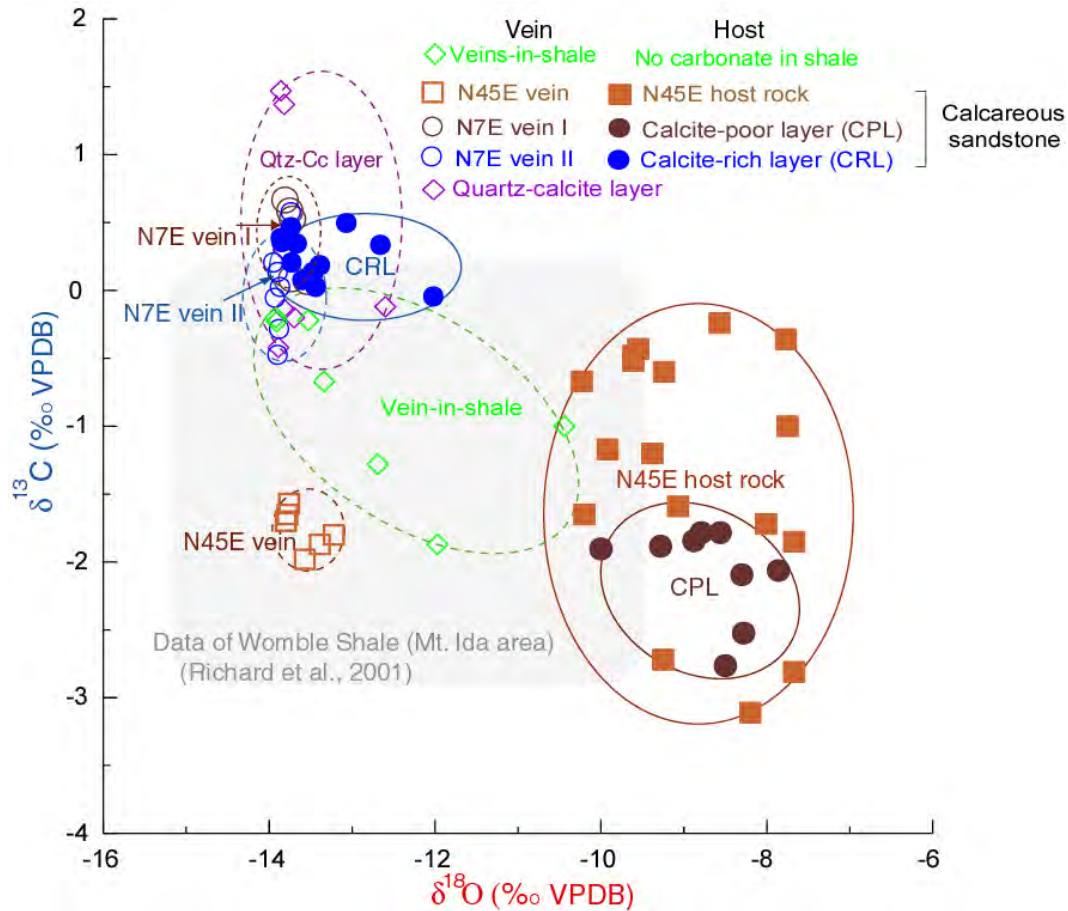 Vein Host
Veins-in-shale No carbonate in shale
N45E vein N45E host rock
N7E vein I Calcite-poor layer (CPL)
N7E vein II Calcite-rich layer (CRL)
Quartz-calcite layer
Calcareous
sandstone
Qtz-Cc layer
N7E vein I
CRL
N7E vein II
Vein-in-shale
N45E host rock
N45E vein
CPL
Data of Womble Shale (Mt. Ida area)
(Richard et al., 2001)
2
1
0
-1
-2
-3
-4
δ¹³C (‰ VPDB)
-16 -14 -12 -10 -8 -6
δ¹⁸O (‰ VPDB)